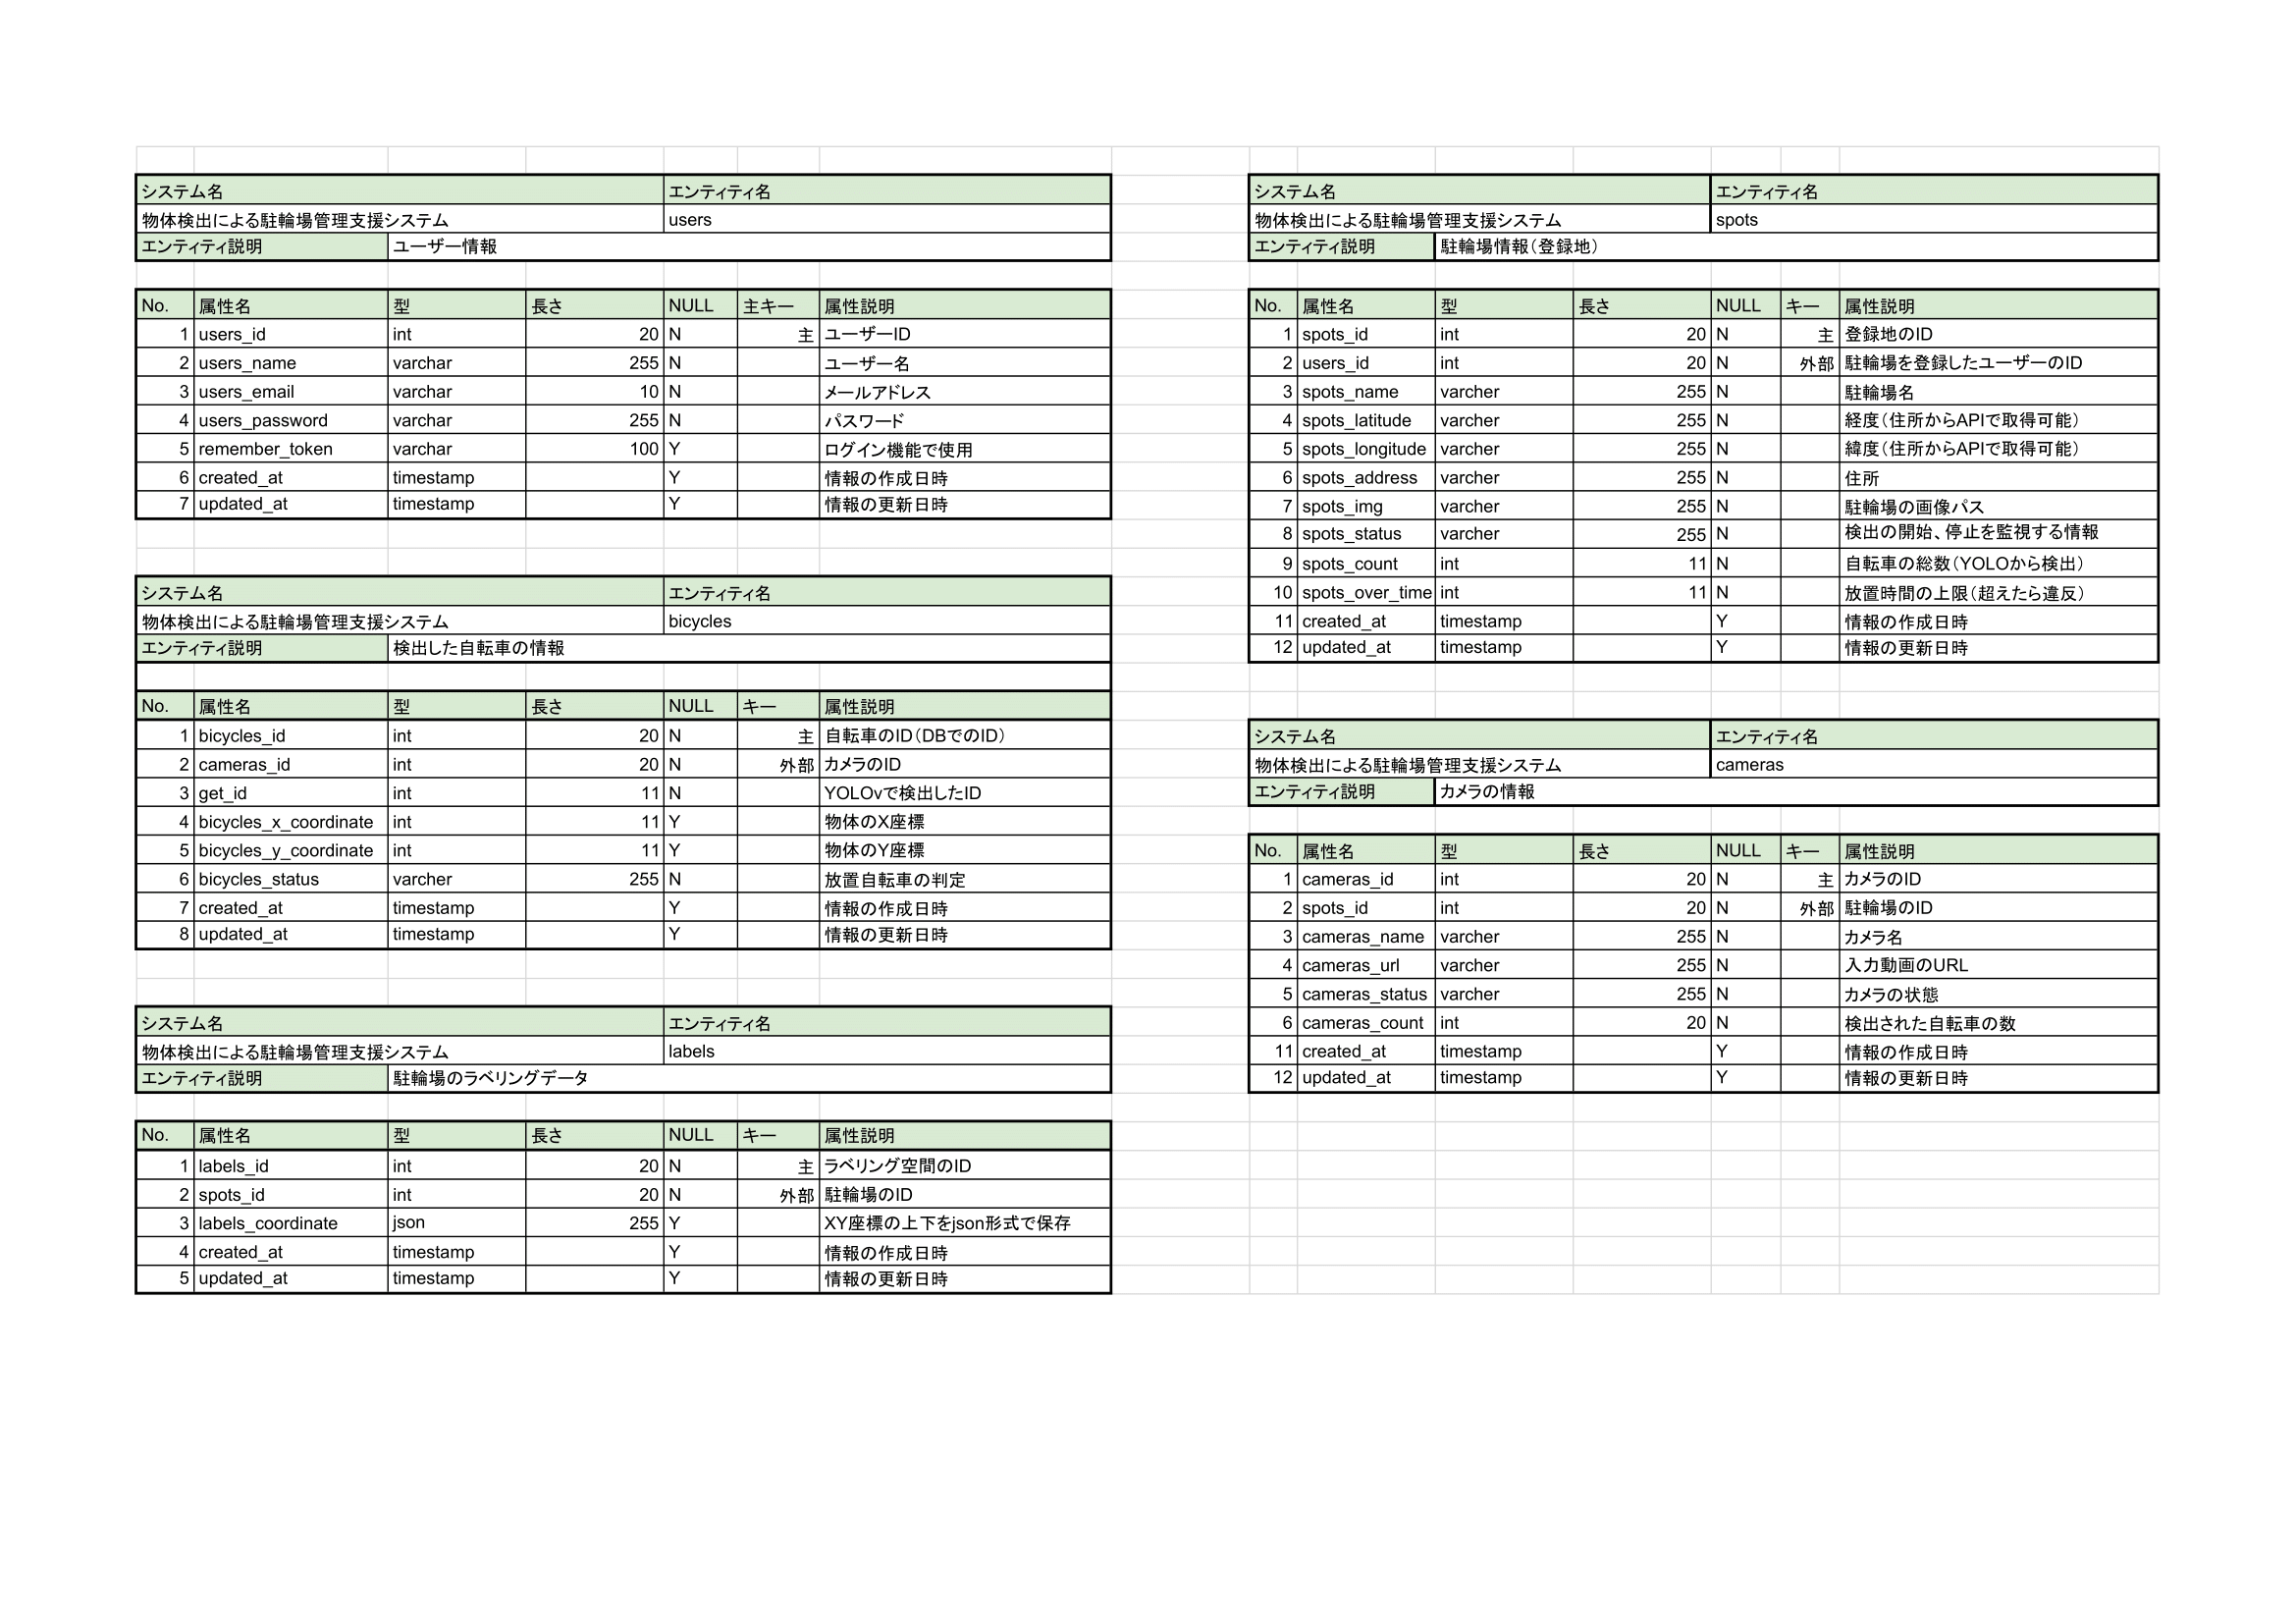 システム名 エンティティ名
物体検出による駐輪場管理支援システム users
エンティティ説明 ユーザー情報
No. 属性名 型 長さ NULL 主キー 属性説明
1 users_id int 20 N 主 ユーザーID
2 users_name varchar 255 N ユーザー名
3 users_email varchar 10 N メールアドレス
4 users_password varchar 255 N パスワード
5 remember_token varchar 100 Y ログイン機能で使用
6 created_at timestamp Y 情報の作成日時
7 updated_at timestamp Y 情報の更新日時
システム名 エンティティ名
物体検出による駐輪場管理支援システム bicycles
エンティティ説明 検出した自転車の情報
No. 属性名 型 長さ NULL キー 属性説明
1 bicycles_id int 20 N 主 自転車のID（DBでのID）
2 cameras_id int 20 N 外部 カメラのID
3 get_id int 11 N YOLOvで検出したID
4 bicycles_x_coordinate int 11 Y 物体のX座標
5 bicycles_y_coordinate int 11 Y 物体のY座標
6 bicycles_status varcher 255 N 放置自転車の判定
7 created_at timestamp Y 情報の作成日時
8 updated_at timestamp Y 情報の更新日時
システム名 エンティティ名
物体検出による駐輪場管理支援システム labels
エンティティ説明 駐輪場のラベリングデータ
No. 属性名 型 長さ NULL キー 属性説明
1 labels_id int 20 N 主 ラベリング空間のID
2 spots_id int 20 N 外部 駐輪場のID
3 labels_coordinate json 255 Y XY座標の上下をjson形式で保存
4 created_at timestamp Y 情報の作成日時
5 updated_at timestamp Y 情報の更新日時
システム名 エンティティ名
物体検出による駐輪場管理支援システム spots
エンティティ説明 駐輪場情報（登録地）
No. 属性名 型 長さ NULL キー 属性説明
1 spots_id int 20 N 主 登録地のID
2 users_id int 20 N 外部 駐輪場を登録したユーザーのID
3 spots_name varcher 255 N 駐輪場名
4 spots_latitude varcher 255 N 経度（住所からAPIで取得可能）
5 spots_longitude varcher 255 N 緯度（住所からAPIで取得可能）
6 spots_address varcher 255 N 住所
7 spots_img varcher 255 N 駐輪場の画像パス
8 spots_status varcher 255 N 検出の開始、停止を監視する情報
9 spots_count int 11 N 自転車の総数（YOLOから検出）
10 spots_over_time int 11 N 放置時間の上限（超えたら違反）
11 created_at timestamp Y 情報の作成日時
12 updated_at timestamp Y 情報の更新日時
システム名 エンティティ名
物体検出による駐輪場管理支援システム cameras
エンティティ説明 カメラの情報
No. 属性名 型 長さ NULL キー 属性説明
1 cameras_id int 20 N 主 カメラのID
2 spots_id int 20 N 外部 駐輪場のID
3 cameras_name varcher 255 N カメラ名
4 cameras_url varcher 255 N 入力動画のURL
5 cameras_status varcher 255 N カメラの状態
6 cameras_count int 20 N 検出された自転車の数
11 created_at timestamp Y 情報の作成日時
12 updated_at timestamp Y 情報の更新日時